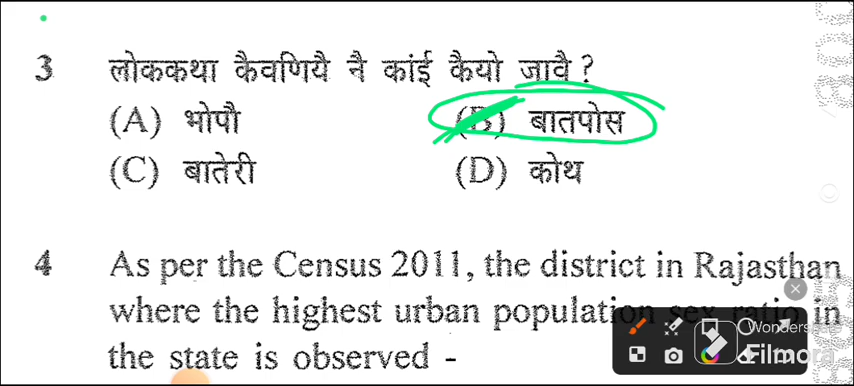 3 लोककथा कैवणियै नै कांई कैयो जावै ?
(A) भोपौ (B) बातपोस
(C) बातेरी (D) कोथ
4 As per the Census 2011, the district in Rajasthan
where the highest urban population sex ratio in
the state is observed -
Filmora